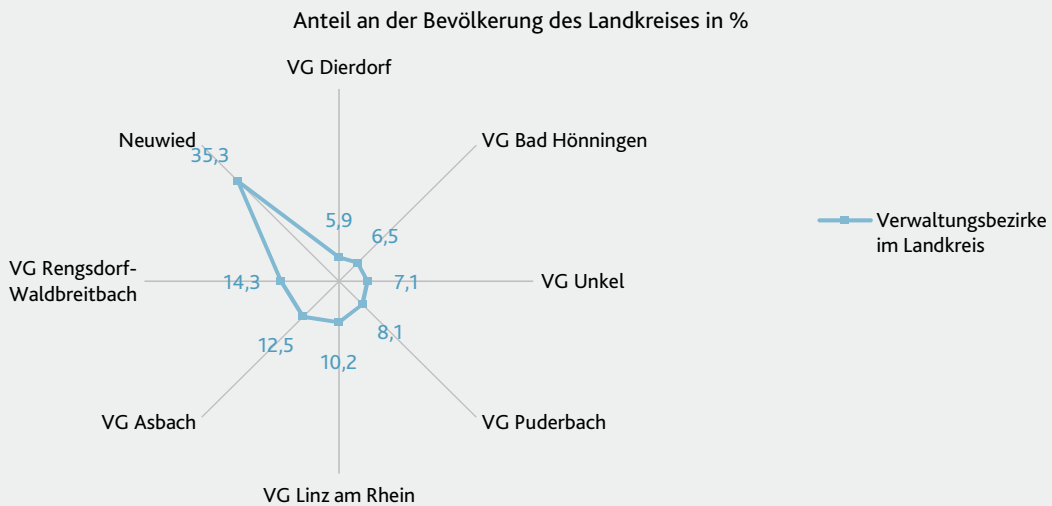 Anteil an der Bevölkerung des Landkreises in %
VG Dierdorf
Neuwied
VG Bad Hönningen
35,3
5,9
6,5
Verwaltungsbezirke
im Landkreis
VG Rengsdorf-
Waldbreitbach
14,3
7,1
VG Unkel
8,1
12,5
10,2
VG Asbach
VG Puderbach
VG Linz am Rhein